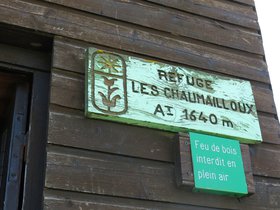 REFUGE
LES CHAUMAILLOUX
Alt 1640 m
Feu de bois
interdit en
plein air